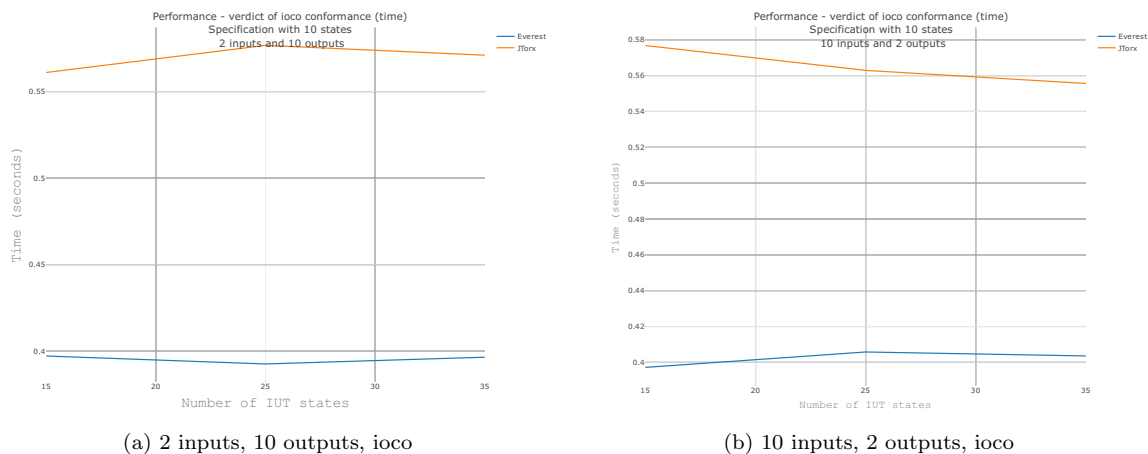 Performance - verdict of ioco conformance (time)
Specification with 10 states
2 inputs and 10 outputs
Everest
JTorx
0.55
0.5
0.45
0.4
Time (seconds)
15 20 25 30 35
Number of IUT states
(a) 2 inputs, 10 outputs, ioco
Performance - verdict of ioco conformance (time)
Specification with 10 states
10 inputs and 2 outputs
Everest
JTorx
0.58
0.56
0.54
0.52
0.5
0.48
0.46
0.44
0.42
0.4
Time (seconds)
15 20 25 30 35
Number of IUT states
(b) 10 inputs, 2 outputs, ioco